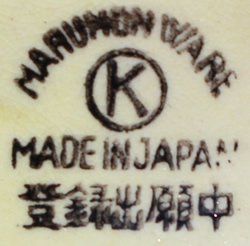 MARUHON WARE
K
MADE IN JAPAN
登録出願中